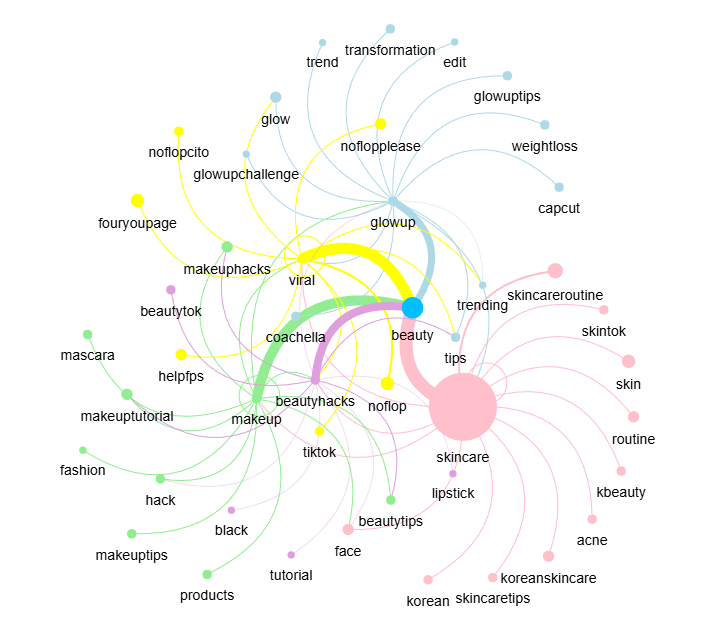 transformation
trend
edit
glowuptips
glow
noflopcito
noflopplease
weightloss
glowupchallenge
capcut
fouryoupage
glowup
makeuphacks
viral
skincareroutine
beautytok
trending
skintok
coachella
beauty
mascara
tips
helpfps
skin
makeuptutorial
makeup
beautyhacks
noflop
routine
tiktok
skincare
fashion
hack
lipstick
kbeauty
black
beautytips
acne
makeuptips
face
tutorial
koreanskincare
products
korean
skincaretips